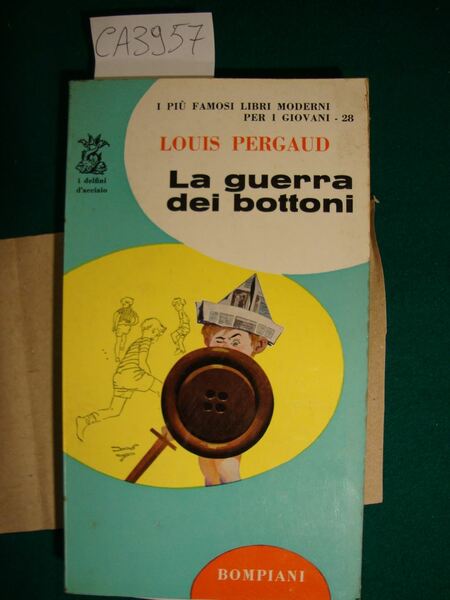 CA3957
I PIÙ FAMOSI LIBRI MODERNI
PER I GIOVANI - 28
LOUIS PERGAUD
La guerra
dei bottoni
i delfini
d'acciaio
BOMPIANI